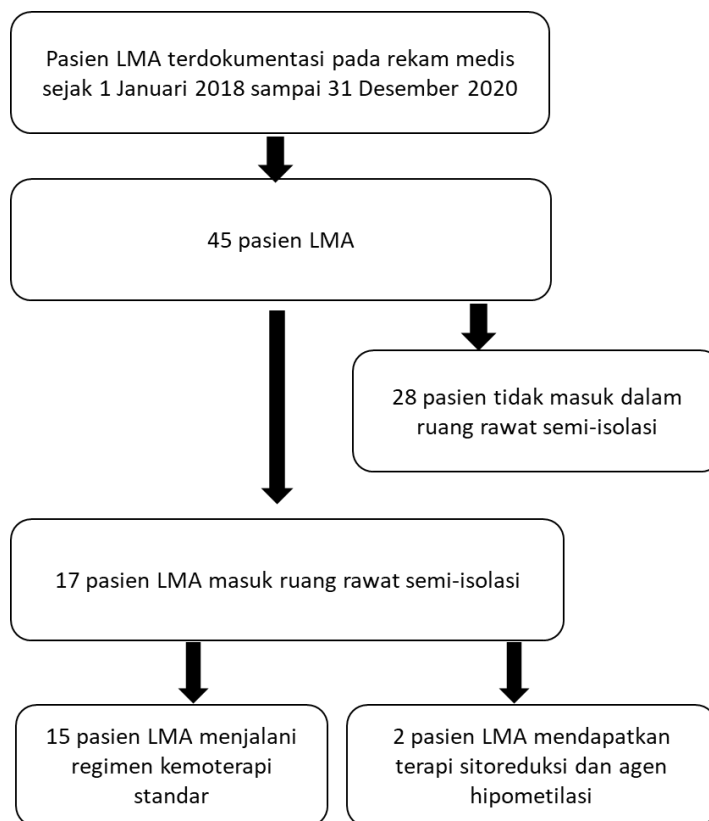 Pasien LMA terdokumentasi pada rekam medis
sejak 1 Januari 2018 sampai 31 Desember 2020
45 pasien LMA
28 pasien tidak masuk dalam
ruang rawat semi-isolasi
17 pasien LMA masuk ruang rawat semi-isolasi
15 pasien LMA menjalani
regimen kemoterapi
standar
2 pasien LMA mendapatkan
terapi sitoreduksi dan agen
hipometilasi